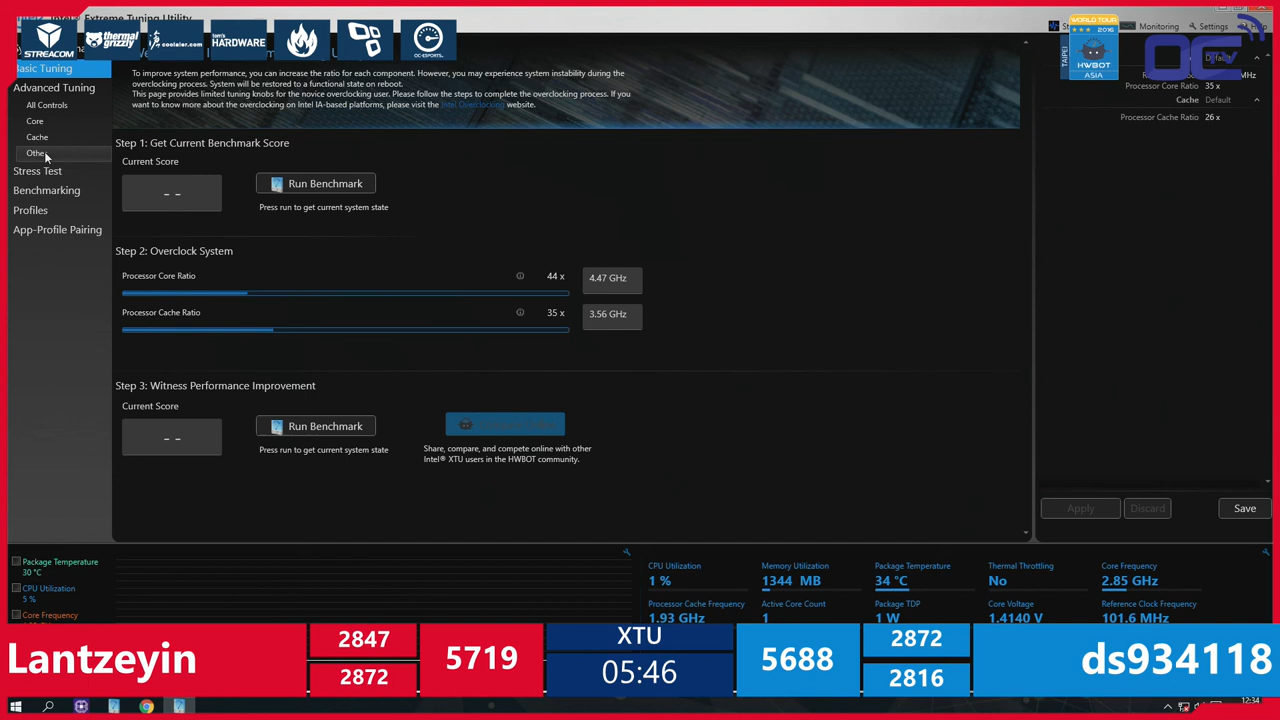 Extreme Tuning Utility
STREACOM
thermal grizzly
coolaler.com
tom's HARDWARE
OC-ESPORTS
WORLD TOUR
2016
TAIPEI
HWBOT
ASIA
Monitoring
Settings
Basic Tuning
Advanced Tuning
All Controls
Core
Cache
Other
Stress Test
Benchmarking
Profiles
App-Profile Pairing
To improve system performance, you can increase the ratio for each component. However, you may experience system instability during the
overclocking process. System will be restored to a functional state on reboot.
This page provides limited tuning knobs for the novice overclocking user. Please follow the steps to complete the overclocking process. If you
want to know more about the overclocking on Intel IA-based platforms, please visit the Intel Overclocking website.
Step 1: Get Current Benchmark Score
Current Score
- -
Run Benchmark
Press run to get current system state
Step 2: Overclock System
Processor Core Ratio 44 x 4.47 GHz
Processor Cache Ratio 35 x 3.56 GHz
Step 3: Witness Performance Improvement
Current Score
- -
Run Benchmark
Press run to get current system state
Share, compare, and compete online with other
Intel® XTU users in the HWBOT community.
Default
MHz
Processor Core Ratio 35 x
Cache Default
Processor Cache Ratio 26 x
Apply Discard Save
Package Temperature
30 °C
CPU Utilization
5 %
Core Frequency
CPU Utilization
1 %
Memory Utilization
1344 MB
Package Temperature
34 °C
Thermal Throttling
No
Core Frequency
2.85 GHz
Processor Cache Frequency
1.93 GHz
Active Core Count
1
Package TDP
1 W
Core Voltage
1.4140 V
Reference Clock Frequency
101.6 MHz
Lantzeyin
2847
2872
5719
XTU
05:46
5688
2872
2816
ds934118
12:34